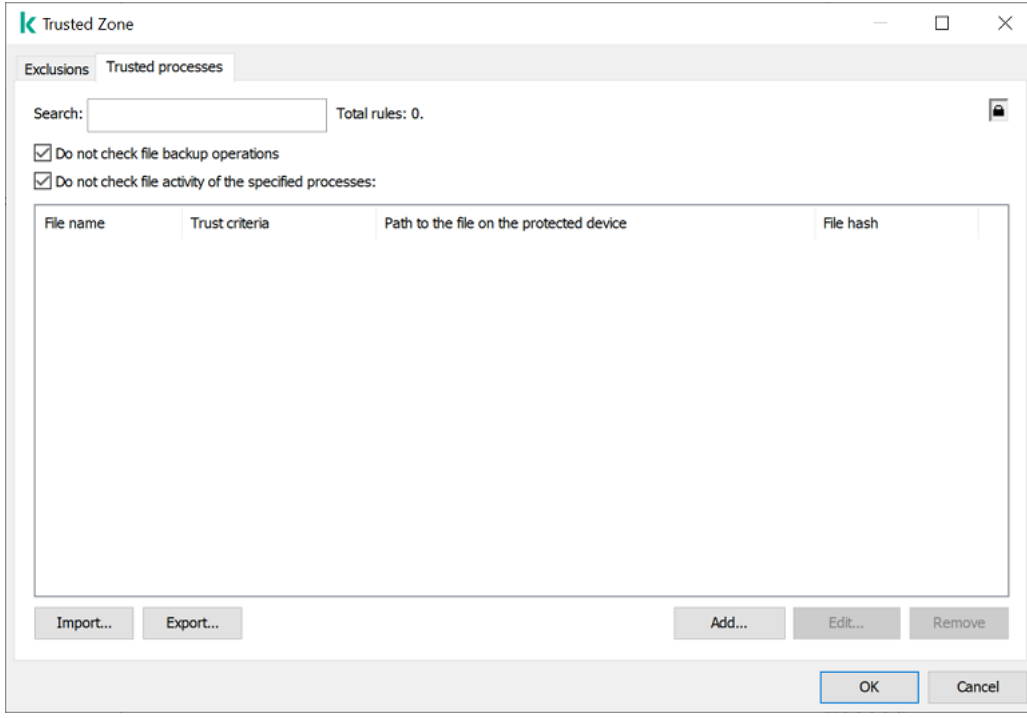 Trusted Zone
Exclusions Trusted processes
Search: Total rules: 0.
Do not check file backup operations
Do not check file activity of the specified processes:
File name Trust criteria Path to the file on the protected device File hash
Import... Export... Add... Edit... Remove
OK Cancel